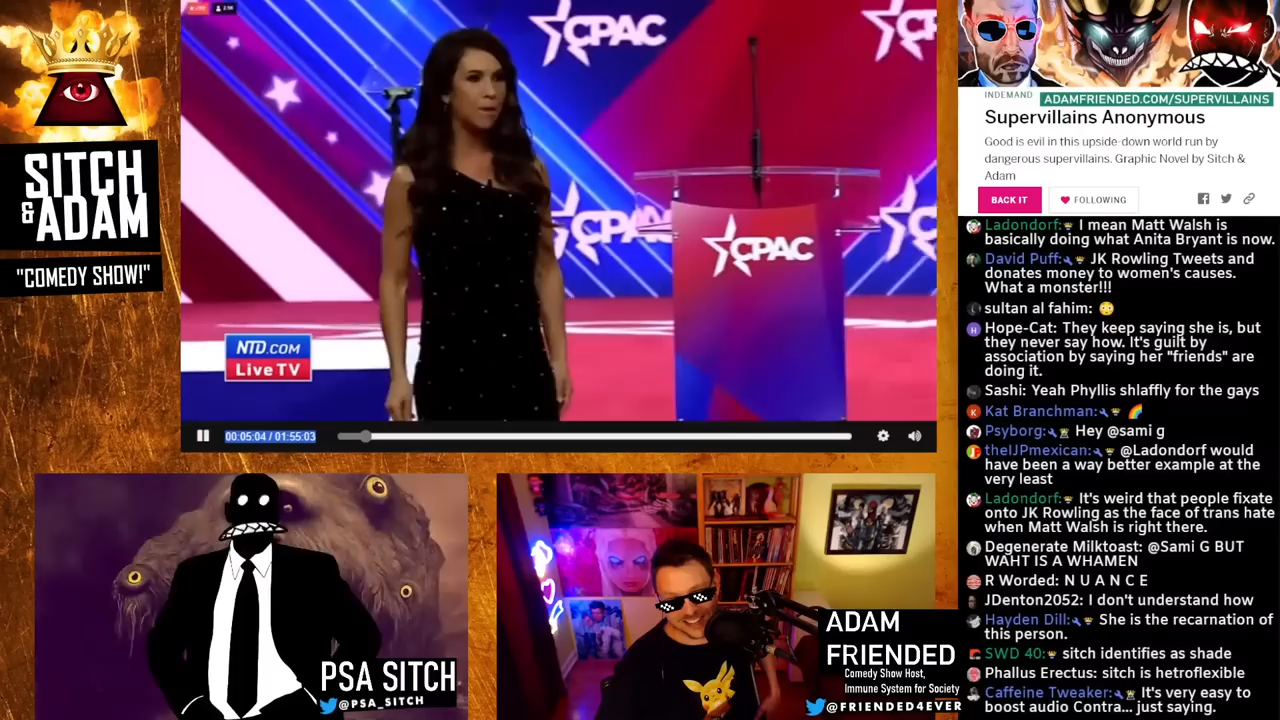 SITCH
& ADAM
"COMEDY SHOW!"
CPAC
CPAC
CPAC
CPAC
NTD.COM
Live TV
00:05:04 / 01:55:03
PSA SITCH
@PSA_SITCH
ADAM
FRIENDED
Comedy Show Host,
Immune System for Society
@FRIENDED4EVER
INDEMAND
ADAMFRIENDED.COM/SUPERVILLAINS
Supervillains Anonymous
Good is evil in this upside-down world run by
dangerous supervillains. Graphic Novel by Sitch &
Adam
BACK IT
FOLLOWING
Ladondorf: I mean Matt Walsh is
basically doing what Anita Bryant is now.
David Puff: JK Rowling Tweets and
donates money to women's causes.
What a monster!!!
sultan al fahim: 😳
Hope-Cat: They keep saying she is, but
they never say how. It's guilt by
association by saying her "friends" are
doing it.
Sashi: Yeah Phyllis shlaffly for the gays
Kat Branchman: 🌈
Psyborg: Hey @sami g
theIJPmexican: @Ladondorf would
have been a way better example at the
very least
Ladondorf: It's weird that people fixate
onto JK Rowling as the face of trans hate
when Matt Walsh is right there.
Degenerate Milktoast: @Sami G BUT
WAHT IS A WHAMEN
R Worded: N U A N C E
JDenton2052: I don't understand how
Hayden Dill: She is the recarnation of
this person.
SWD 40: sitch identifies as shade
Phallus Erectus: sitch is hetroflexible
Caffeine Tweaker: It's very easy to
boost audio Contra... just saying.